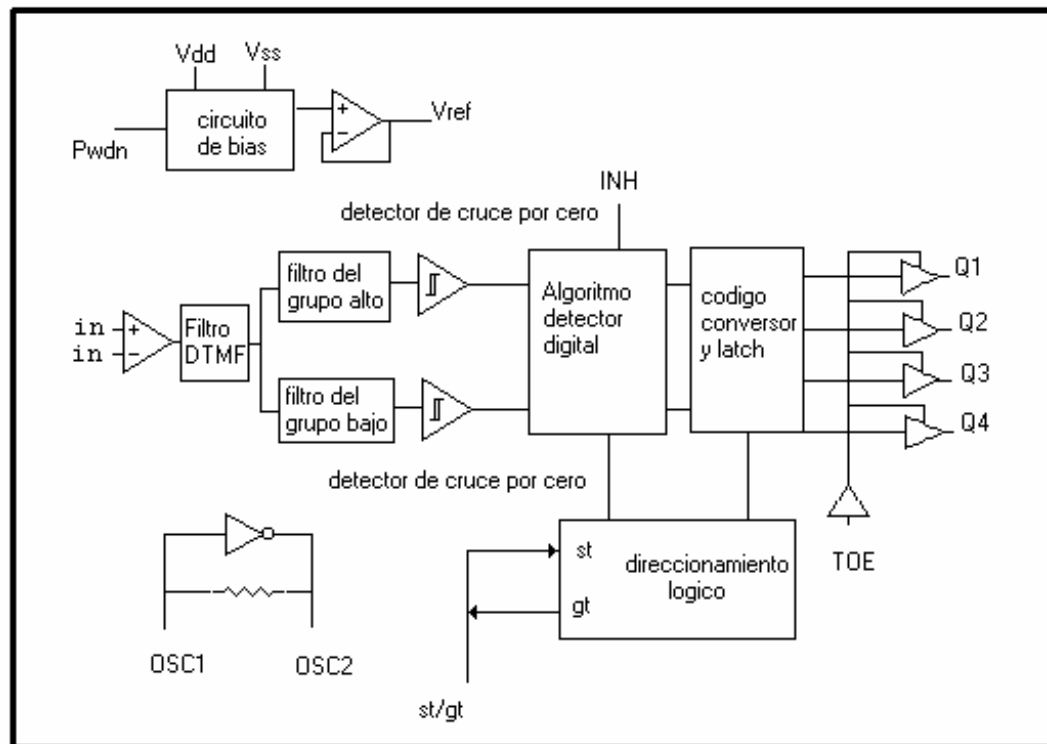 Vdd
Vss
circuito
de bias
+
−
Vref
Pwdn
INH
detector de cruce por cero
filtro del
grupo alto
Algoritmo
detector
digital
codigo
conversor
y latch
Q1
Q2
Q3
Q4
in
in
+
−
Filtro
DTMF
filtro del
grupo bajo
detector de cruce por cero
TOE
st
gt
direccionamiento
logico
OSC1
OSC2
st/gt